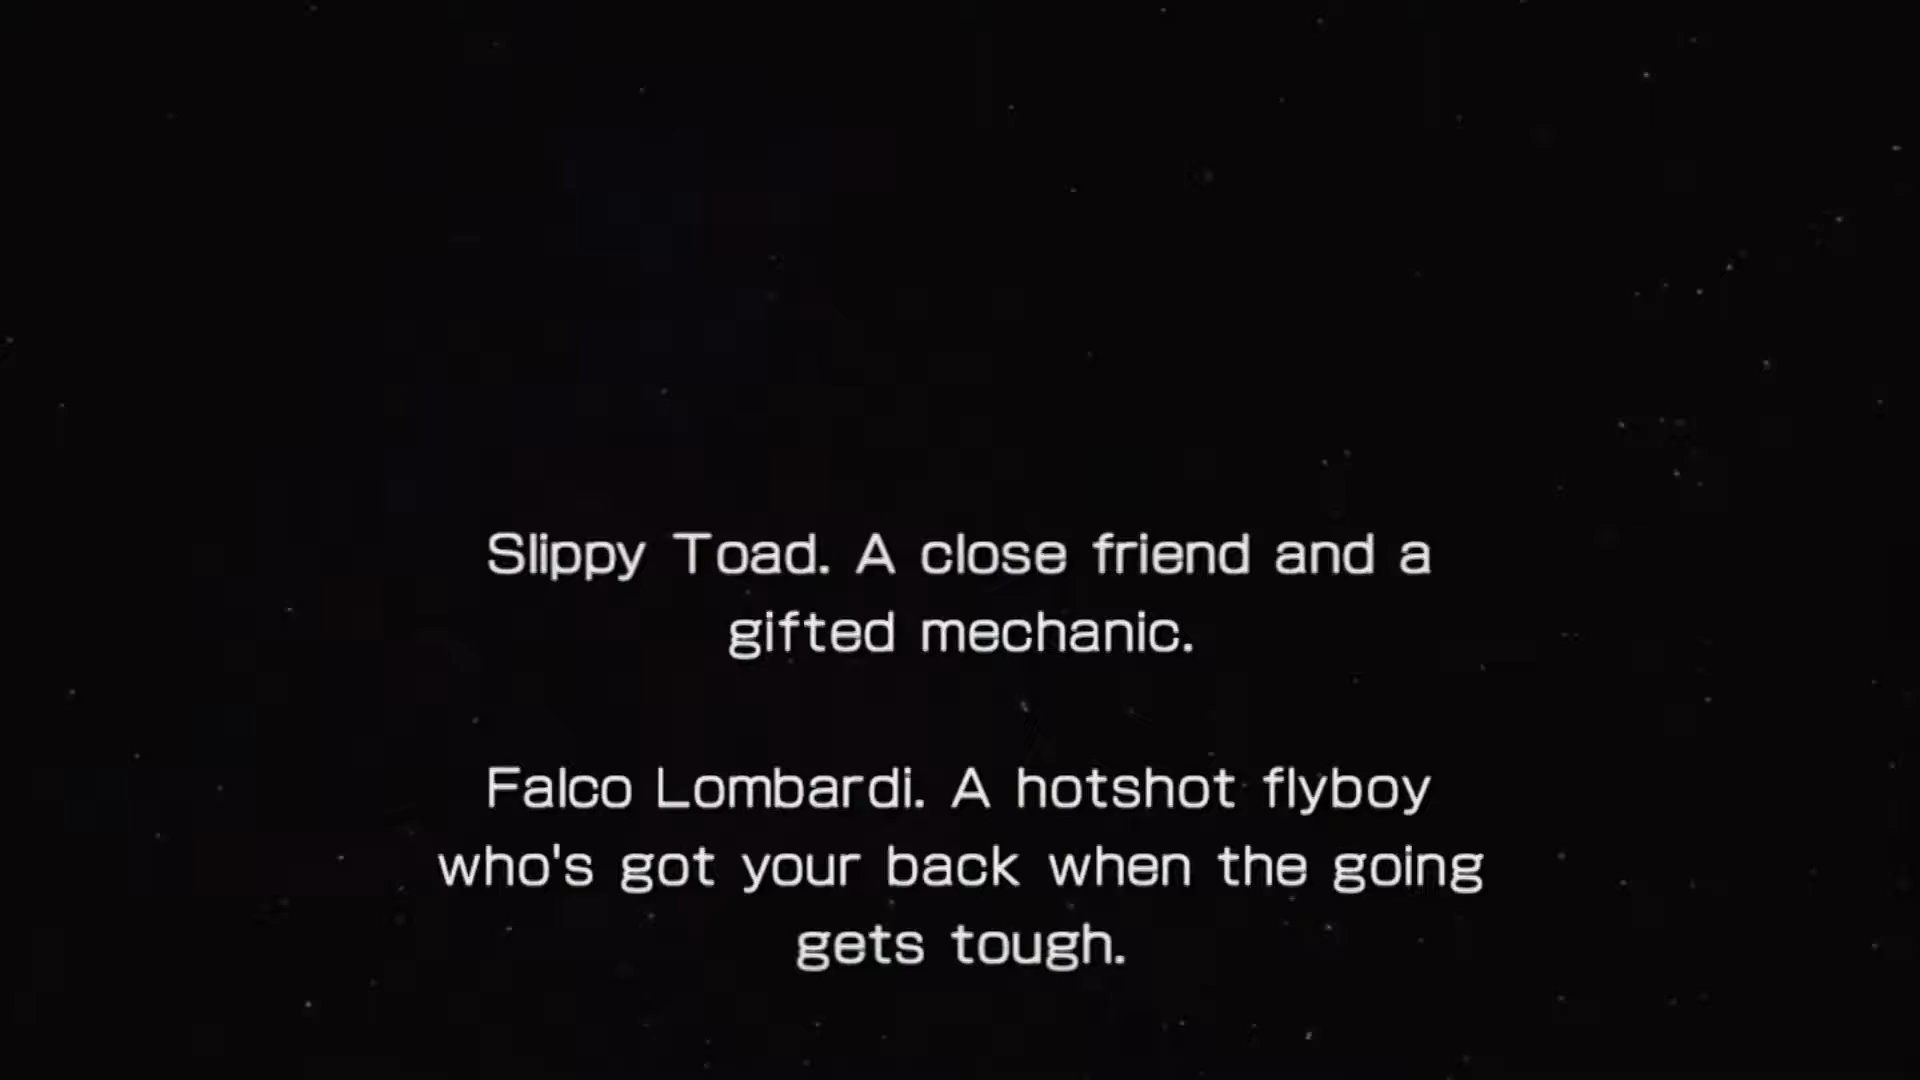 Slippy Toad. A close friend and a
gifted mechanic.
Falco Lombardi. A hotshot flyboy
who's got your back when the going
gets tough.